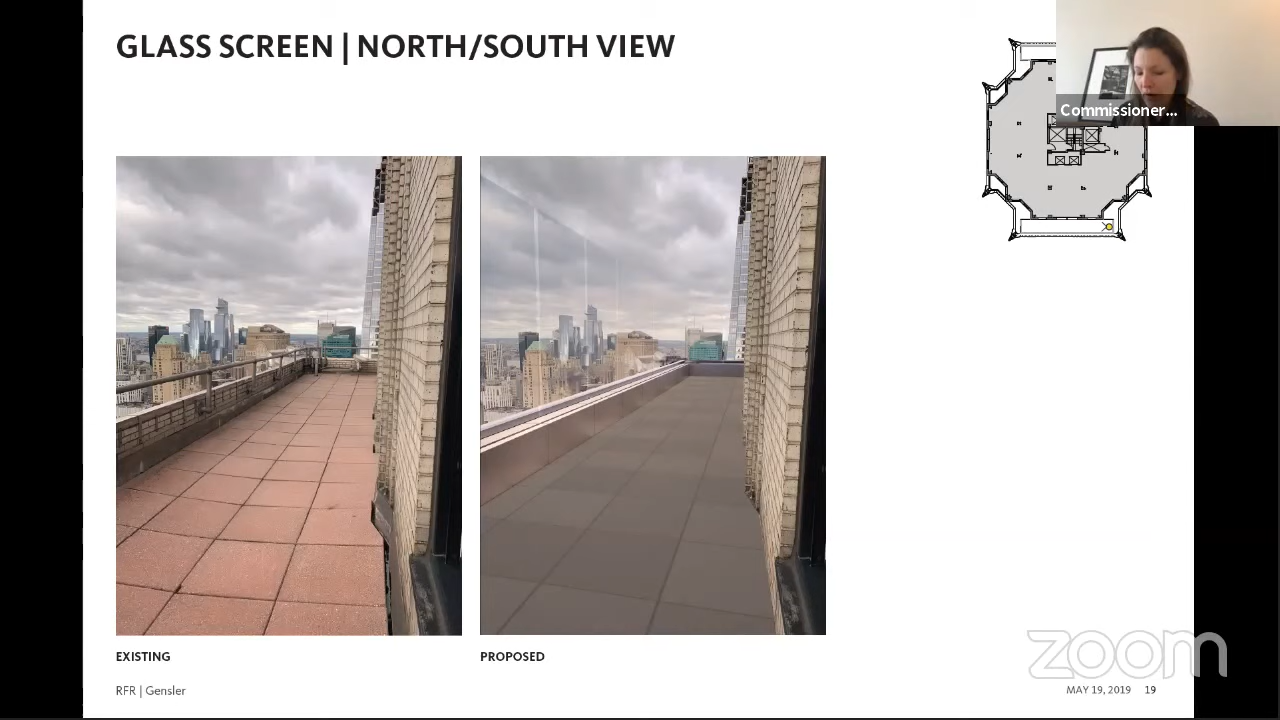 GLASS SCREEN | NORTH/SOUTH VIEW
Commissioner...
EXISTING
PROPOSED
RFR | Gensler
zoom
MAY 19, 2019 19